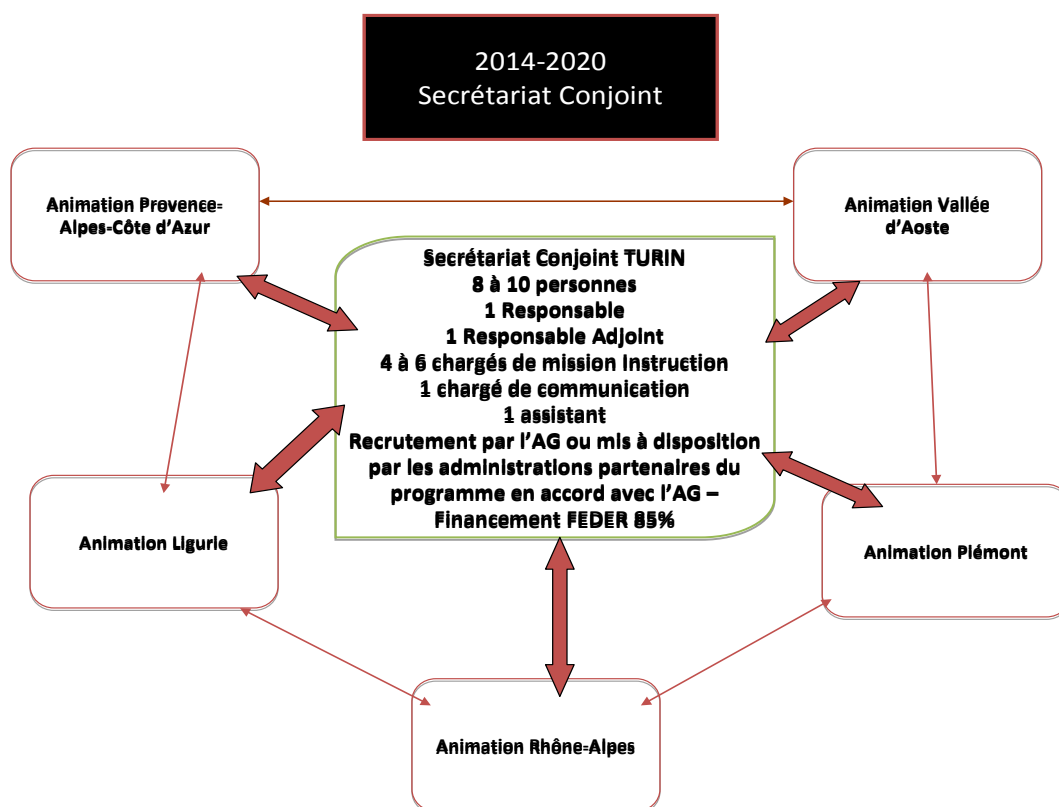 2014-2020
Secrétariat Conjoint
Animation Provence-
Alpes-Côte d’Azur
Animation Vallée
d’Aoste
Secrétariat Conjoint TURIN
8 à 10 personnes
1 Responsable
1 Responsable Adjoint
4 à 6 chargés de mission Instruction
1 chargé de communication
1 assistant
Recrutement par l’AG ou mis à disposition
par les administrations partenaires du
programme en accord avec l’AG –
Financement FEDER 85%
Animation Ligurie
Animation Piémont
Animation Rhône-Alpes